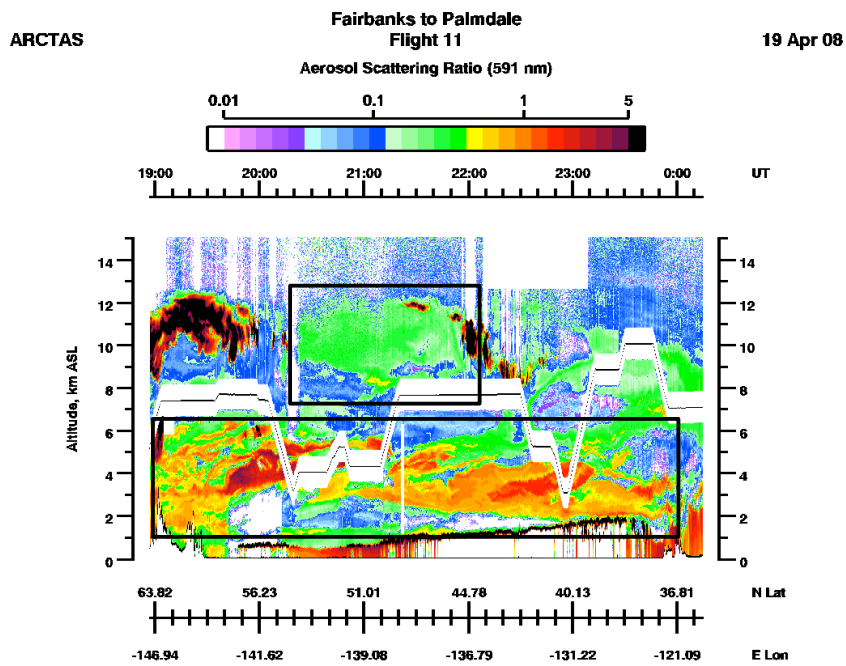 Fairbanks to Palmdale
ARCTAS Flight 11 19 Apr 08
Aerosol Scattering Ratio (591 nm)
0.01 0.1 1 5
19:00 20:00 21:00 22:00 23:00 0:00 UT
14 14
12 12
10 10
8 8
6 6
4 4
2 2
0 0
Altitude, km ASL
63.82 56.23 51.01 44.78 40.13 36.81 N Lat
-146.94 -141.62 -139.08 -136.79 -131.22 -121.09 E Lon